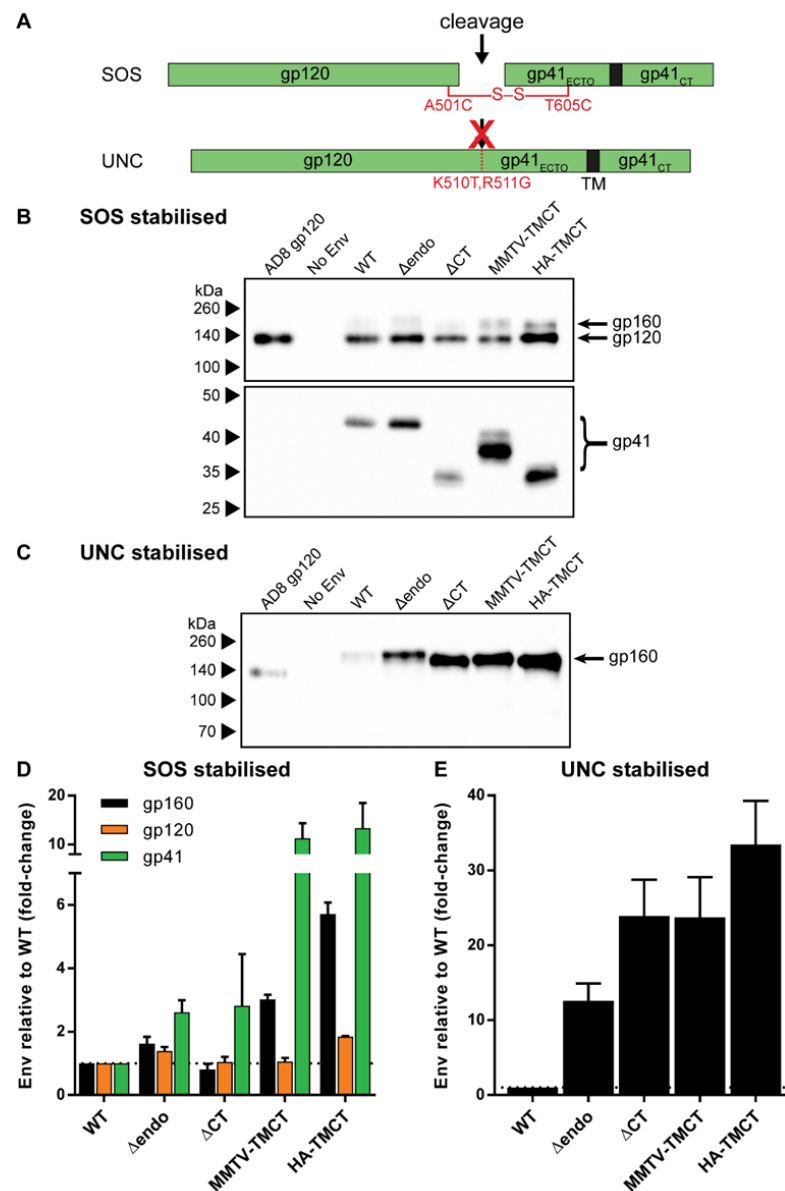 A
cleavage
SOS
gp120
gp41ECTO
gp41CT
S S
A501C
T605C
X
UNC
gp120
gp41ECTO
gp41CT
K510T,R511G
TM
B SOS stabilised
AD8 gp120
No Env
WT
Δendo
ΔCT
MMTV-TMCT
HA-TMCT
kDa
260
140
100
gp160
gp120
50
40
35
25
gp41
C UNC stabilised
AD8 gp120
No Env
WT
Δendo
ΔCT
MMTV-TMCT
HA-TMCT
kDa
260
140
100
70
gp160
D SOS stabilised
Env relative to WT (fold-change)
20
10
6
4
2
0
gp160
gp120
gp41
WT
Δendo
ΔCT
MMTV-TMCT
HA-TMCT
E UNC stabilised
Env relative to WT (fold-change)
40
30
20
10
0
WT
Δendo
ΔCT
MMTV-TMCT
HA-TMCT